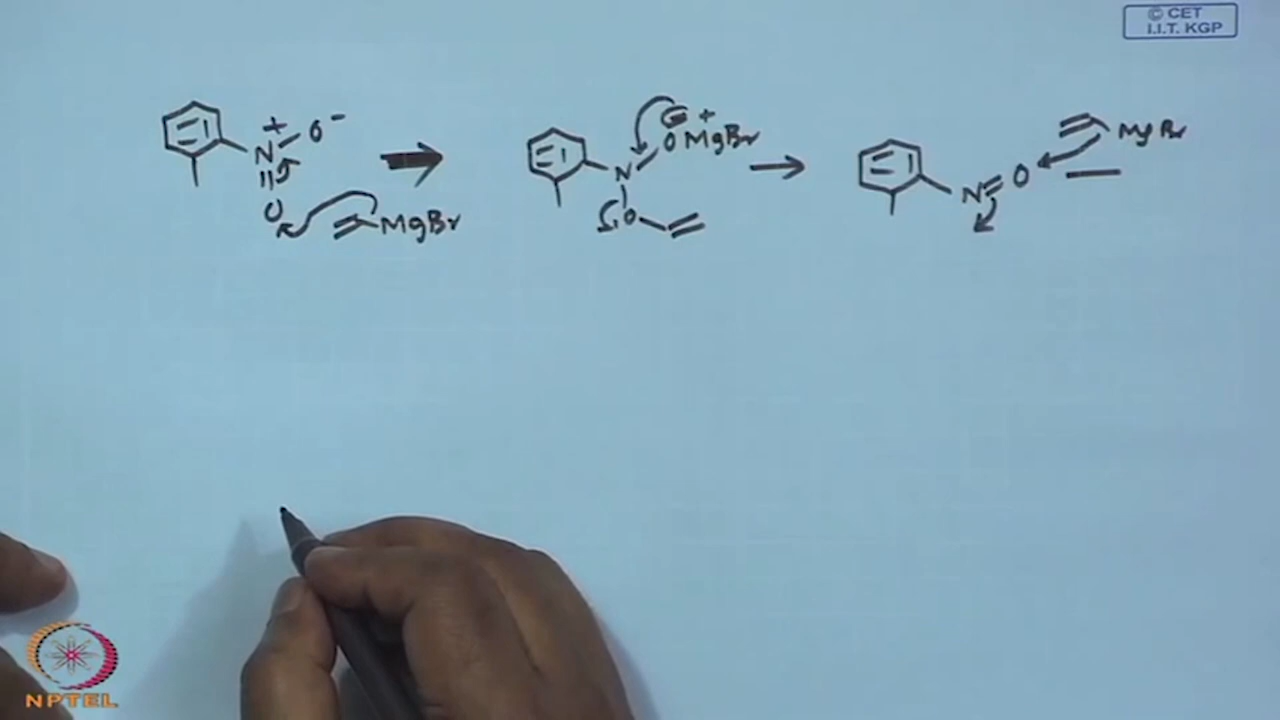 © CET
I.I.T. KGP
N + O -
O
MgBr
N O MgBr +
O
N O
MgBr
NPTEL